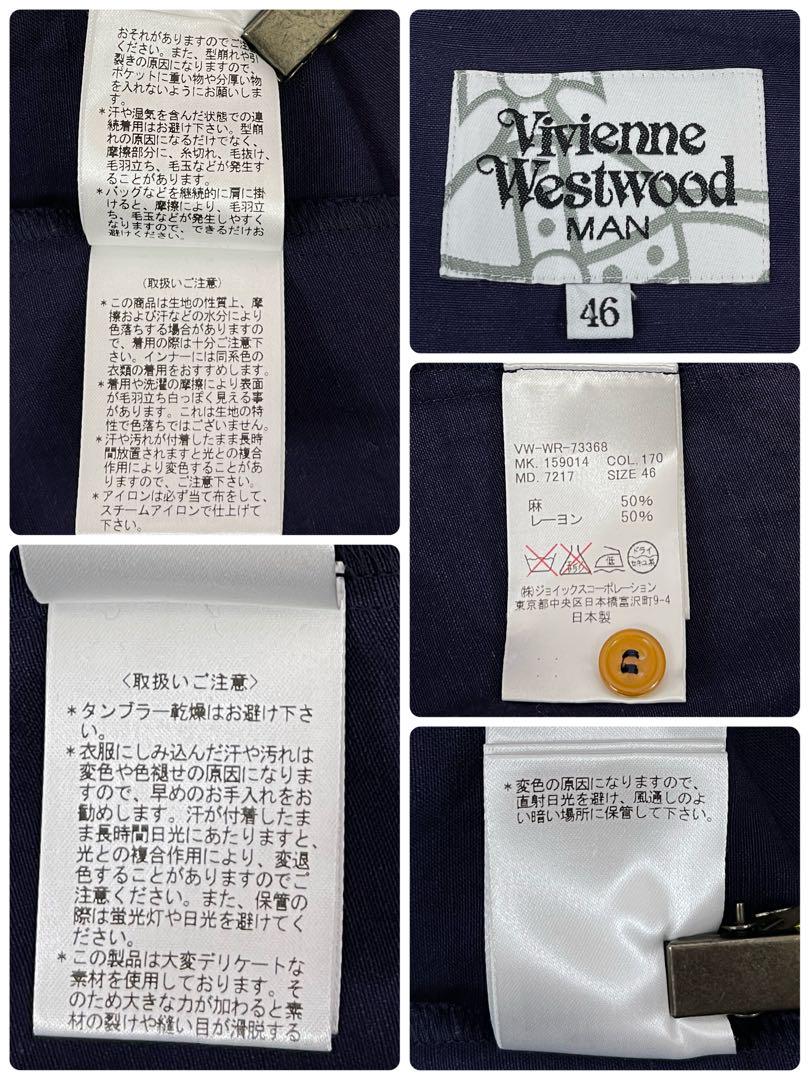 おそれがありますのでご注
ください。また、型崩れや引
裂きの原因になりますので、
ポケットに重い物や分厚い物
を入れないようにお願いしま
す。
*汗や湿気を含んだ状態での連
続着用はお避け下さい。型崩
れの原因になるだけでなく、
摩擦部分に、糸切れ、毛抜け、
毛羽立ち、毛玉などが発生す
ることがあります。
*バッグなどを継続的に肩に掛
けると、摩擦により、毛羽立
ち、毛玉などが発生しやすく
なりますので、できるだけお
避けください。
〈取扱いご注意〉
*この商品は生地の性質上、摩
擦および汗などの水分により
色落ちする場合がありますの
で、着用の際は十分ご注意下
さい。インナーには同系色の
衣類の着用をおすすめします。
*着用や洗濯の摩擦により表面
が毛羽立ち白っぽく見える事
があります。これは生地の特
性で色落ちではございません。
*汗や汚れが付着したまま長時
間放置されますと光との複合
作用により変色することがあ
りますので、ご注意下さい。
*アイロンは必ず当て布をして、
スチームアイロンで仕上げて
下さい。
Vivienne
Westwood
MAN
46
VW-WR-73368
MK. 159014 COL. 170
MD. 7217 SIZE 46
麻 50%
レーヨン 50%
低
ドライ
セキユ系
㈱ジョイックスコーポレーション
東京都中央区日本橋富沢町9-4
日本製
〈取扱いご注意〉
*タンブラー乾燥はお避け下さ
い。
*衣服にしみ込んだ汗や汚れは
変色や色褪せの原因になりま
すので、早めのお手入れをお
勧めします。汗が付着したま
ま長時間日光にあたりますと、
光との複合作用により、変退
色することがありますのでご
注意ください。また、保管の
際は蛍光灯や日光を避けてく
ださい。
*この製品は大変デリケートな
素材を使用しております。そ
のため大きな力が加わると素
材の裂けや縫い目が滑脱する
*変色の原因になりますので、
直射日光を避け、風通しのよ
い暗い場所に保管して下さい。